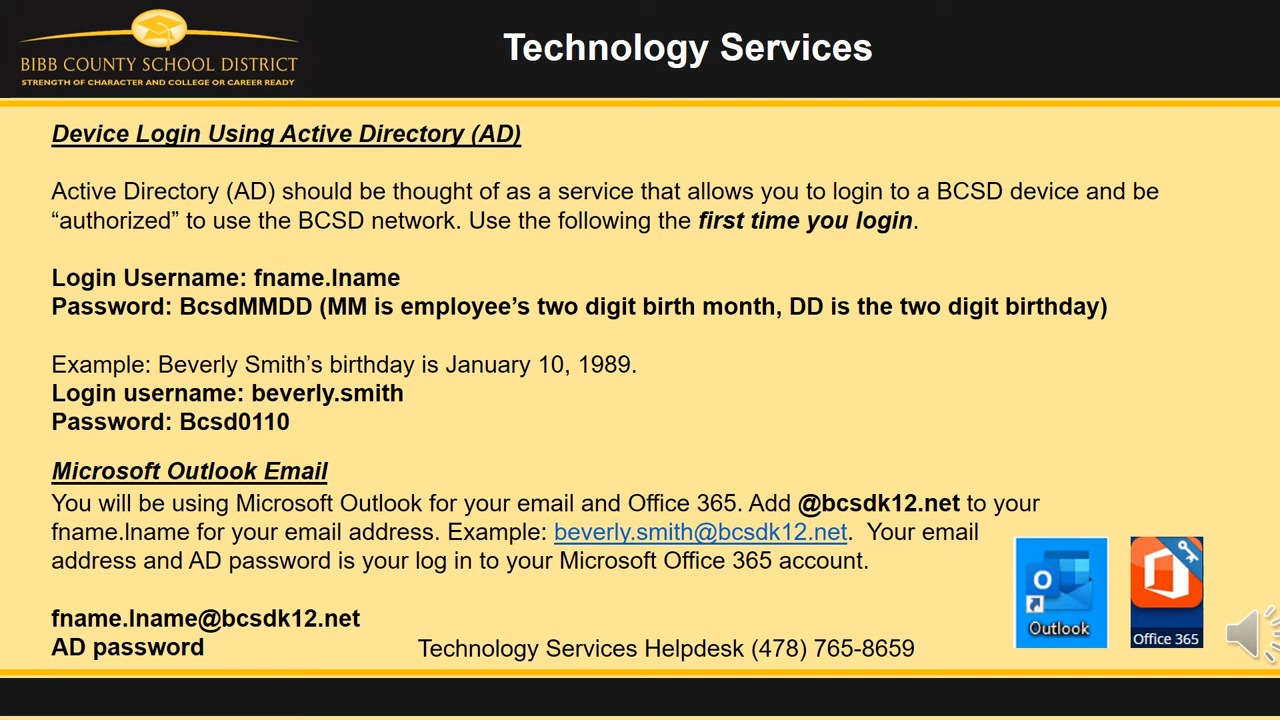 BIBB COUNTY SCHOOL DISTRICT
STRENGTH OF CHARACTER AND COLLEGE OR CAREER READY
Technology Services
Device Login Using Active Directory (AD)
Active Directory (AD) should be thought of as a service that allows you to login to a BCSD device and be
“authorized” to use the BCSD network. Use the following the first time you login.
Login Username: fname.lname
Password: BcsdMMDD (MM is employee’s two digit birth month, DD is the two digit birthday)
Example: Beverly Smith’s birthday is January 10, 1989.
Login username: beverly.smith
Password: Bcsd0110
Microsoft Outlook Email
You will be using Microsoft Outlook for your email and Office 365. Add @bcsdk12.net to your
fname.lname for your email address. Example: beverly.smith@bcsdk12.net. Your email
address and AD password is your log in to your Microsoft Office 365 account.
fname.lname@bcsdk12.net
AD password
Technology Services Helpdesk (478) 765-8659
Outlook
Office 365